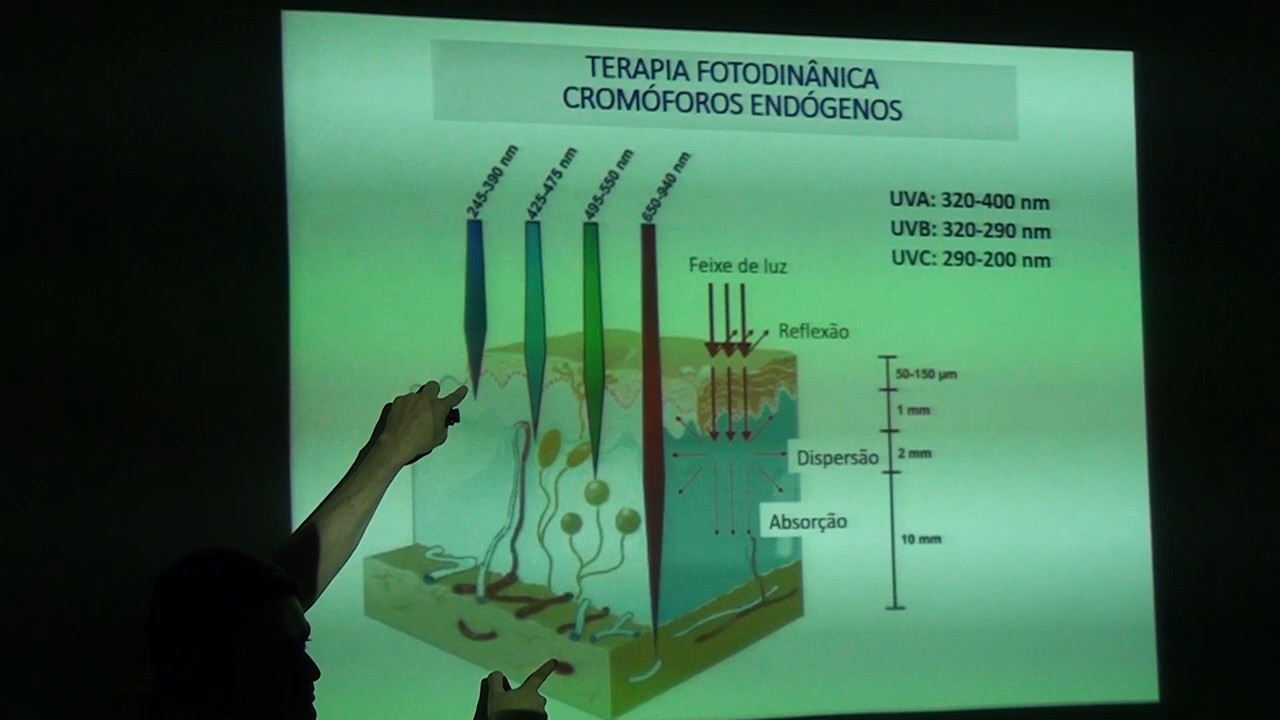 TERAPIA FOTODINÂNICA
CROMÓFOROS ENDÓGENOS
245-390 nm
425-475 nm
495-550 nm
650-940 nm
UVA: 320-400 nm
UVB: 320-290 nm
UVC: 290-200 nm
Feixe de luz
Reflexão
50-150 µm
1 mm
Dispersão
2 mm
Absorção
10 mm